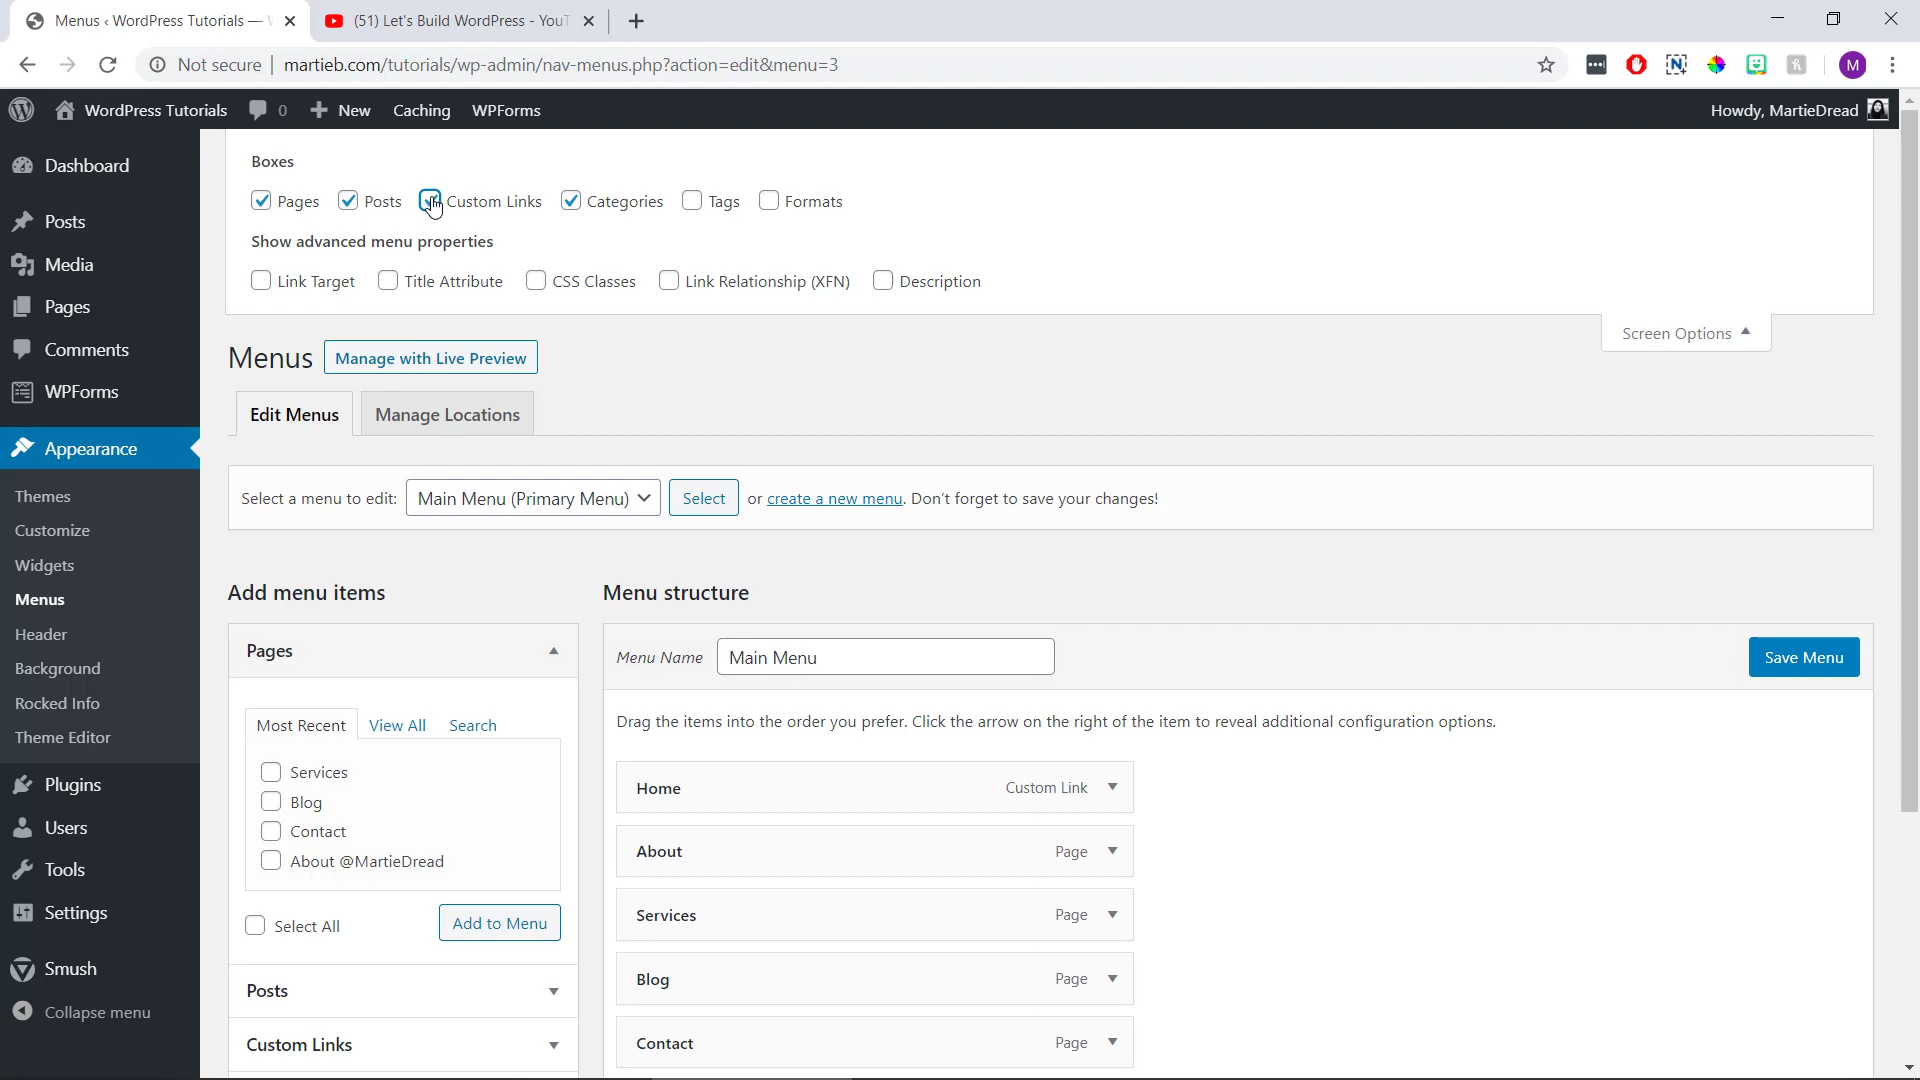 Menus ‹ WordPress Tutorials —
(51) Let's Build WordPress - YouT
Not secure | martieb.com/tutorials/wp-admin/nav-menus.php?action=edit&menu=3
M
WordPress Tutorials 0 New Caching WPForms Howdy, MartieDread
Dashboard
Posts
Media
Pages
Comments
WPForms
Appearance
Themes
Customize
Widgets
Menus
Header
Background
Rocked Info
Theme Editor
Plugins
Users
Tools
Settings
Smush
Collapse menu
Boxes
Pages Posts Custom Links Categories Tags Formats
Show advanced menu properties
Link Target Title Attribute CSS Classes Link Relationship (XFN) Description
Screen Options
Menus Manage with Live Preview
Edit Menus Manage Locations
Select a menu to edit: Main Menu (Primary Menu) Select or create a new menu. Don't forget to save your changes!
Add menu items
Pages
Most Recent View All Search
Services
Blog
Contact
About @MartieDread
Select All Add to Menu
Posts
Custom Links
Menu structure
Menu Name Main Menu Save Menu
Drag the items into the order you prefer. Click the arrow on the right of the item to reveal additional configuration options.
Home Custom Link
About Page
Services Page
Blog Page
Contact Page